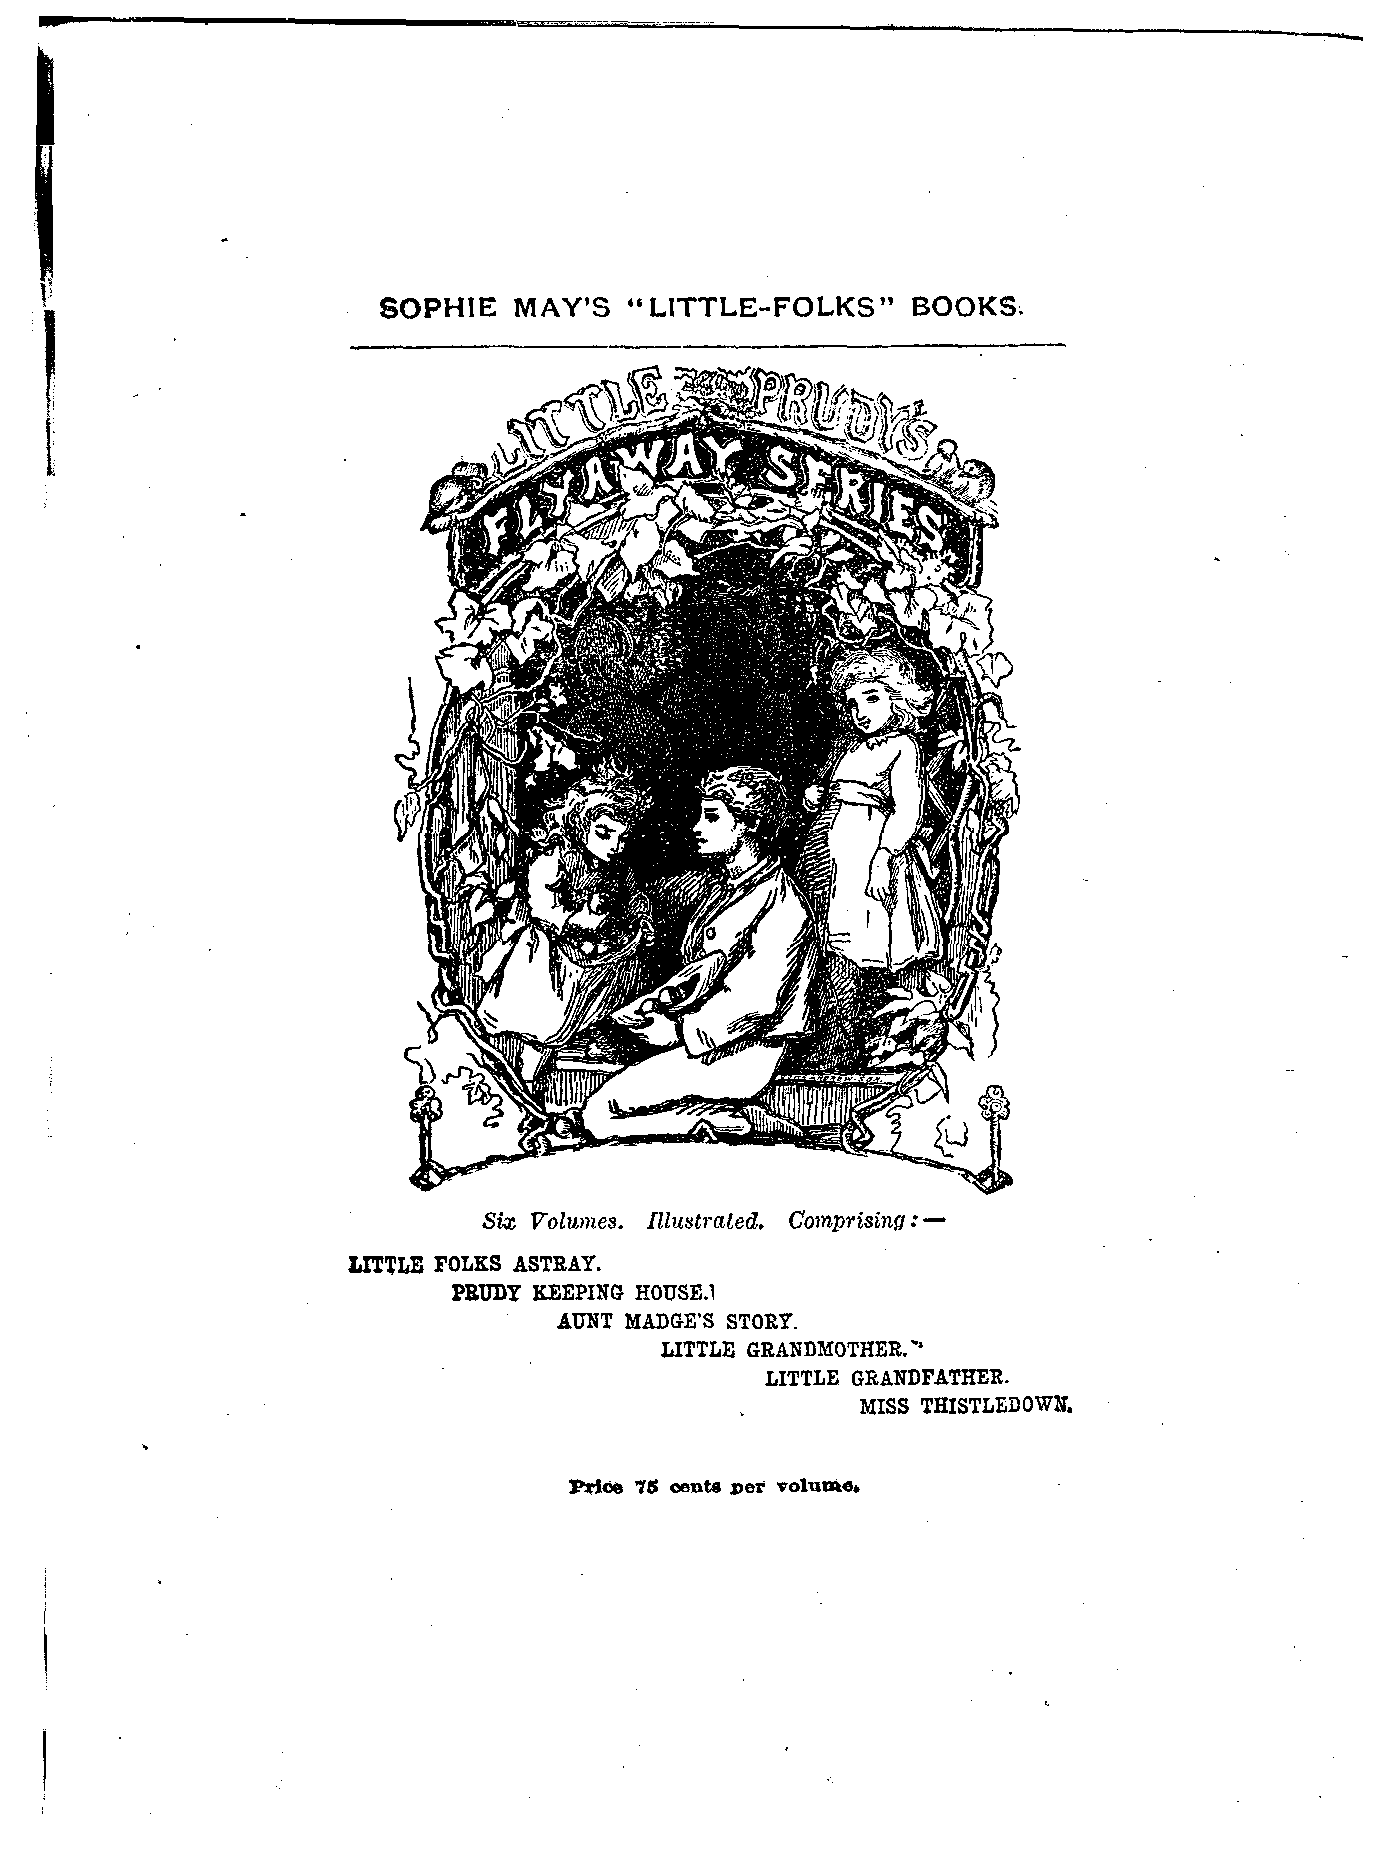 SOPHIE MAY'S "LITTLE-FOLKS" BOOKS.
LITTLE PRUDY'S
FLYAWAY SERIES
Six Volumes. Illustrated. Comprising:—
LITTLE FOLKS ASTRAY.
PRUDY KEEPING HOUSE.
AUNT MADGE'S STORY.
LITTLE GRANDMOTHER.
LITTLE GRANDFATHER.
MISS THISTLEDOWN.
Price 75 cents per volume.